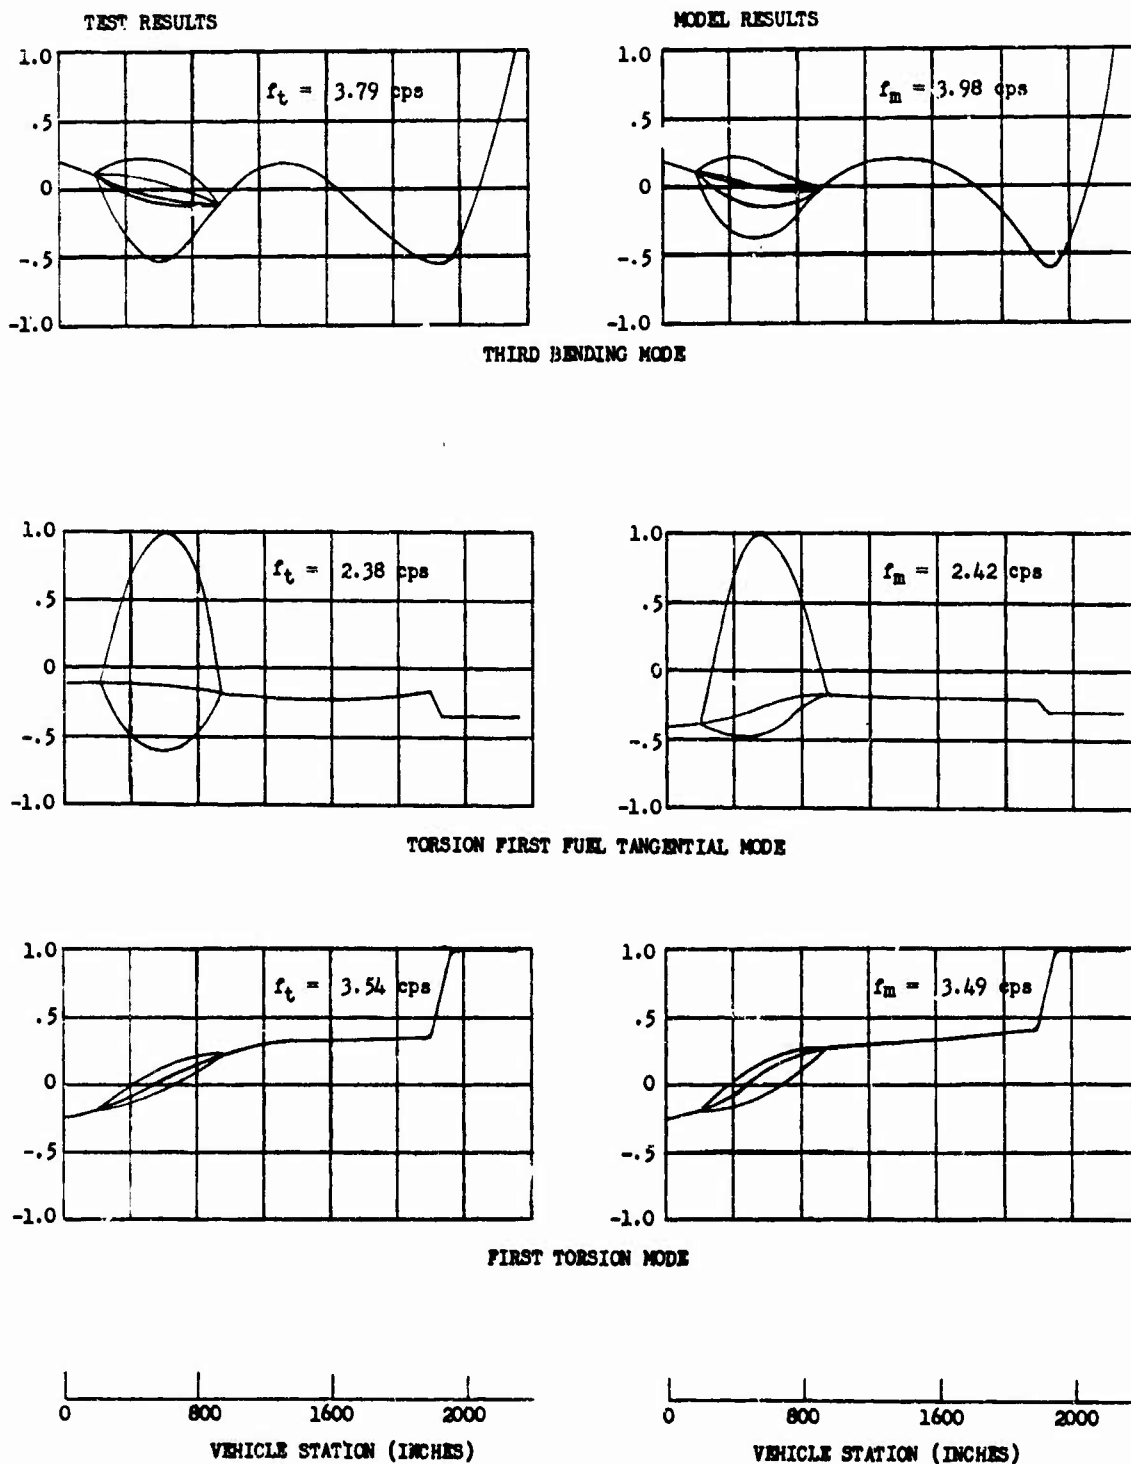 TEST RESULTS
MODEL RESULTS
1.0
.5
0
-.5
-1.0
f_t = 3.79 cps
1.0
.5
0
-.5
-1.0
f_m = 3.98 cps
THIRD BENDING MODE
1.0
.5
0
-.5
-1.0
f_t = 2.38 cps
1.0
.5
0
-.5
-1.0
f_m = 2.42 cps
TORSION FIRST FUEL TANGENTIAL MODE
1.0
.5
0
-.5
-1.0
f_t = 3.54 cps
1.0
.5
0
-.5
-1.0
f_m = 3.49 cps
FIRST TORSION MODE
0 800 1600 2000
VEHICLE STATION (INCHES)
0 800 1600 2000
VEHICLE STATION (INCHES)